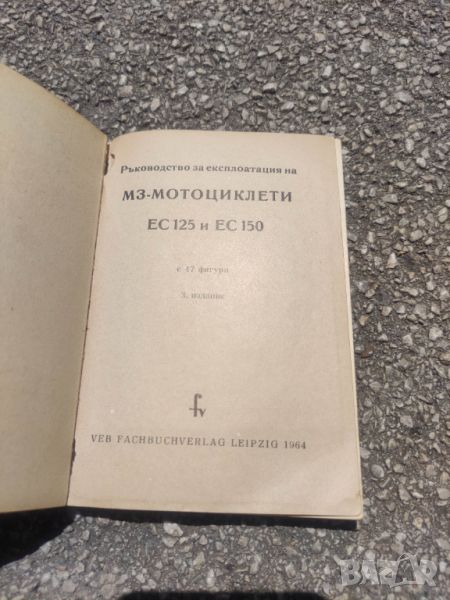 Ръководство за експлоатация на
МЗ-МОТОЦИКЛЕТИ
ЕС 125 и ЕС 150
с 17 фигури
3. издание
fv
VEB FACHBUCHVERLAG LEIPZIG 1964
BAZAR